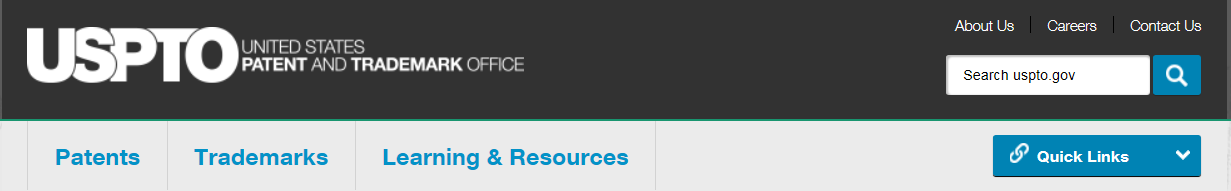 About Us
Careers
Contact Us
USPTO
UNITED STATES
PATENT AND TRADEMARK OFFICE
Search uspto.gov
Patents
Trademarks
Learning & Resources
Quick Links